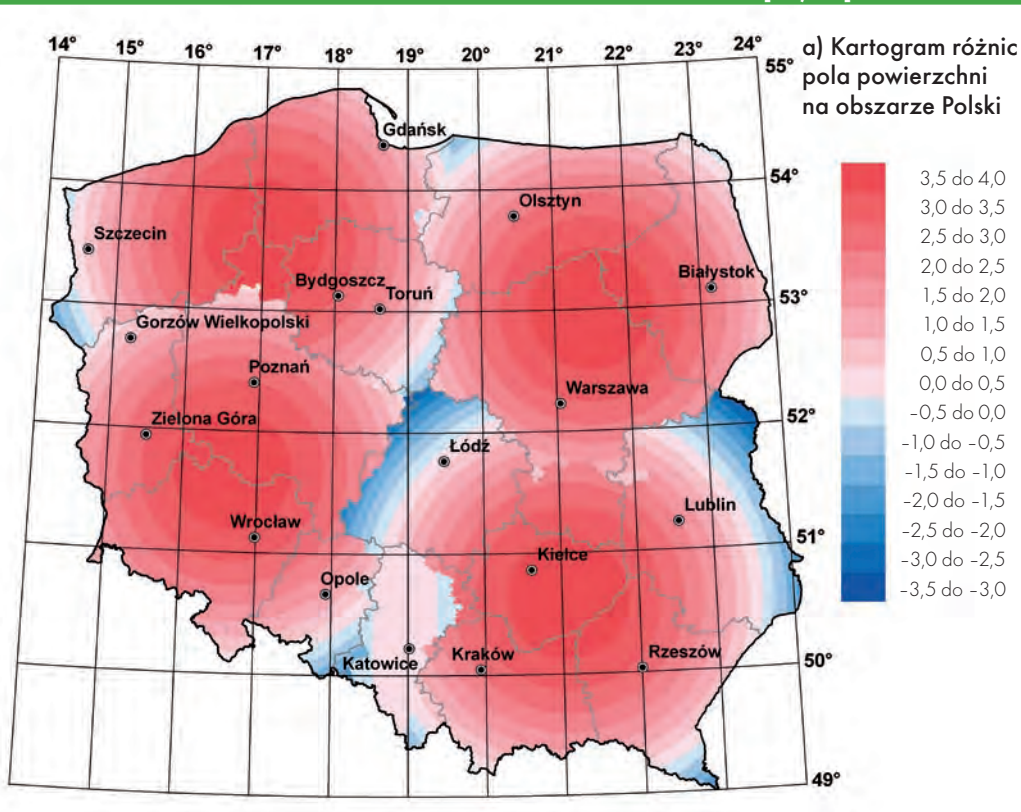 14° 15° 16° 17° 18° 19° 20° 21° 22° 23° 24°
55°
a) Kartogram różnic
pola powierzchni
na obszarze Polski
Gdańsk
54°
Olsztyn
Szczecin
Białystok
Bydgoszcz
Toruń
53°
Gorzów Wielkopolski
Poznań
Warszawa
Zielona Góra
52°
Łódź
Lublin
Wrocław
51°
Kielce
Opole
Katowice
Kraków
Rzeszów
50°
49°
3,5 do 4,0
3,0 do 3,5
2,5 do 3,0
2,0 do 2,5
1,5 do 2,0
1,0 do 1,5
0,5 do 1,0
0,0 do 0,5
-0,5 do 0,0
-1,0 do -0,5
-1,5 do -1,0
-2,0 do -1,5
-2,5 do -2,0
-3,0 do -2,5
-3,5 do -3,0